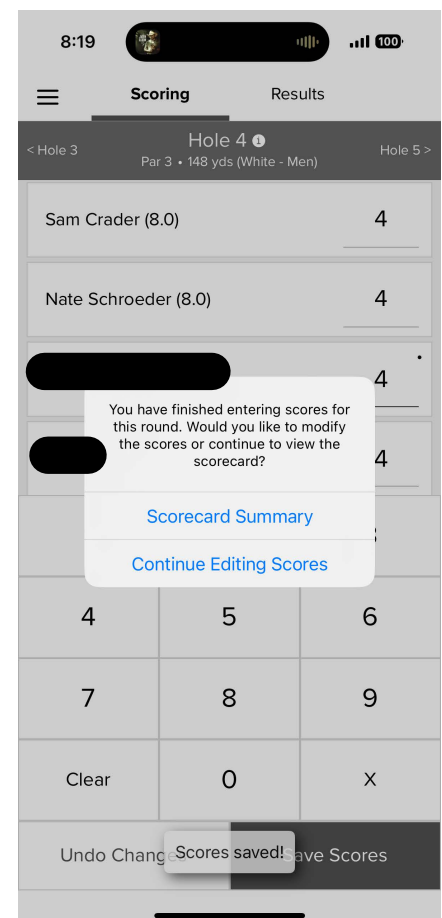 8:19
100
Scoring
Results
< Hole 3
Hole 4 1
Par 3 • 148 yds (White - Men)
Hole 5 >
Sam Crader (8.0)
4
Nate Schroeder (8.0)
4
4
4
You have finished entering scores for
this round. Would you like to modify
the scores or continue to view the
scorecard?
Scorecard Summary
Continue Editing Scores
4
5
6
7
8
9
Clear
0
X
Undo Changes
Scores saved!
Save Scores